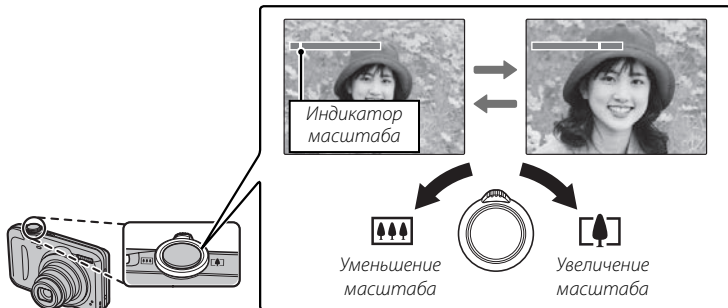 Индикатор
масштаба
Уменьшение
масштаба
Увеличение
масштаба